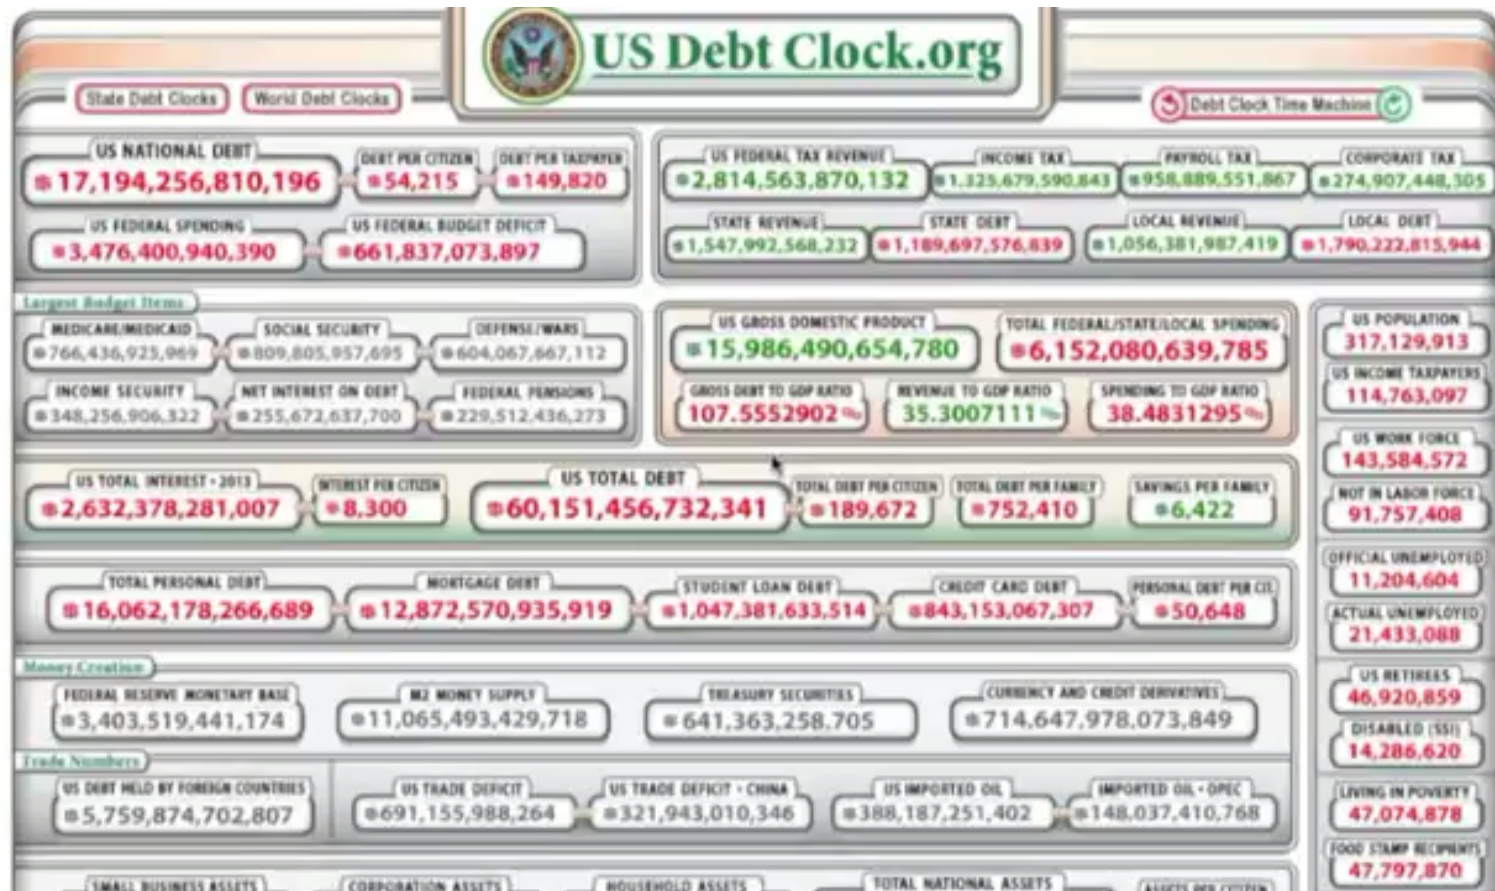 US Debt Clock.org
State Debt Clocks
World Debt Clocks
Debt Clock Time Machine
US NATIONAL DEBT
$17,194,256,810,196
DEBT PER CITIZEN
$54,215
DEBT PER TAXPAYER
$149,820
US FEDERAL SPENDING
$3,476,400,940,390
US FEDERAL BUDGET DEFICIT
$661,837,073,897
US FEDERAL TAX REVENUE
$2,814,563,870,132
INCOME TAX
$1,323,679,590,843
PAYROLL TAX
$958,889,551,867
CORPORATE TAX
$274,907,448,305
STATE REVENUE
$1,547,992,568,232
STATE DEBT
$1,189,697,576,839
LOCAL REVENUE
$1,056,381,987,419
LOCAL DEBT
$1,790,222,815,944
Largest Budget Items
MEDICARE/MEDICAID
$766,436,925,969
SOCIAL SECURITY
$809,805,957,695
DEFENSE/WARS
$604,067,667,112
INCOME SECURITY
$348,256,906,322
NET INTEREST ON DEBT
$255,672,637,700
FEDERAL PENSIONS
$229,512,436,273
US GROSS DOMESTIC PRODUCT
$15,986,490,654,780
TOTAL FEDERAL/STATE/LOCAL SPENDING
$6,152,080,639,785
GROSS DEBT TO GDP RATIO
107.5552902%
REVENUE TO GDP RATIO
35.3007111%
SPENDING TO GDP RATIO
38.4831295%
US TOTAL INTEREST - 2013
$2,632,378,281,007
INTEREST PER CITIZEN
$8,300
US TOTAL DEBT
$60,151,456,732,341
TOTAL DEBT PER CITIZEN
$189,672
TOTAL DEBT PER FAMILY
$752,410
SAVINGS PER FAMILY
$6,422
TOTAL PERSONAL DEBT
$16,062,178,266,689
MORTGAGE DEBT
$12,872,570,935,919
STUDENT LOAN DEBT
$1,047,381,633,514
CREDIT CARD DEBT
$843,153,067,307
PERSONAL DEBT PER CIT.
$50,648
Money Creation
FEDERAL RESERVE MONETARY BASE
$3,403,519,441,174
M2 MONEY SUPPLY
$11,065,493,429,718
TREASURY SECURITIES
$641,363,258,705
CURRENCY AND CREDIT DERIVATIVES
$714,647,978,073,849
Trade Numbers
US DEBT HELD BY FOREIGN COUNTRIES
$5,759,874,702,807
US TRADE DEFICIT
$691,155,988,264
US TRADE DEFICIT - CHINA
$321,943,010,346
US IMPORTED OIL
$388,187,251,402
IMPORTED OIL - OPEC
$148,037,410,768
SMALL BUSINESS ASSETS
CORPORATION ASSETS
HOUSEHOLD ASSETS
TOTAL NATIONAL ASSETS
ASSETS PER CITIZEN
US POPULATION
317,129,913
US INCOME TAXPAYERS
114,763,097
US WORK FORCE
143,584,572
NOT IN LABOR FORCE
91,757,408
OFFICIAL UNEMPLOYED
11,204,604
ACTUAL UNEMPLOYED
21,433,088
US RETIREES
46,920,859
DISABLED (SSI)
14,286,620
LIVING IN POVERTY
47,074,878
FOOD STAMP RECIPIENTS
47,797,870